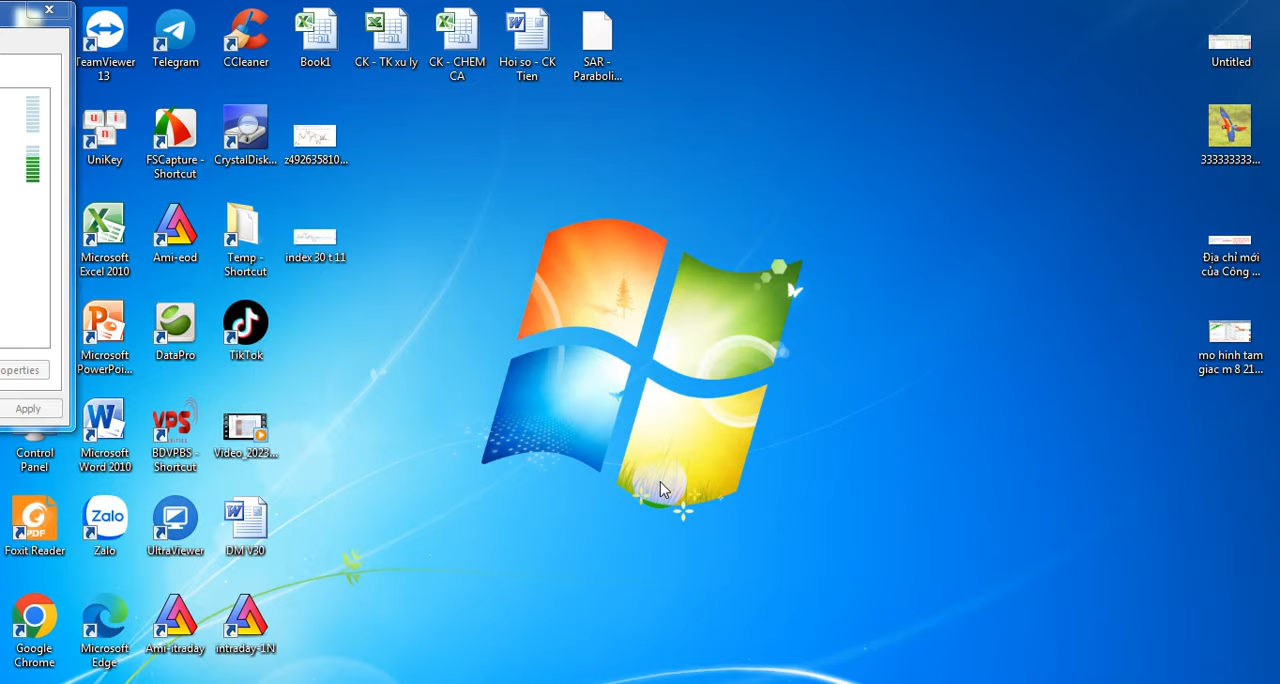 TeamViewer
13
Telegram
CCleaner
Book1
CK - TK xu ly
CK - CHEM
CA
Hoi so - CK
Tien
SAR -
Paraboli...
Untitled
UniKey
FSCapture -
Shortcut
CrystalDisk...
z492635810...
333333333...
Microsoft
Excel 2010
Ami-eod
Temp -
Shortcut
index 30 t 11
Địa chỉ mới
của Công ...
Microsoft
PowerPoi...
DataPro
TikTok
mo hinh tam
giac m 8 21...
operties
Apply
Control
Panel
Microsoft
Word 2010
VPS
BDVPBS -
Shortcut
Video_2023...
PDF
Foxit Reader
Zalo
Zalo
UltraViewer
DM V30
Google
Chrome
Microsoft
Edge
Ami-itraday
intraday-1N